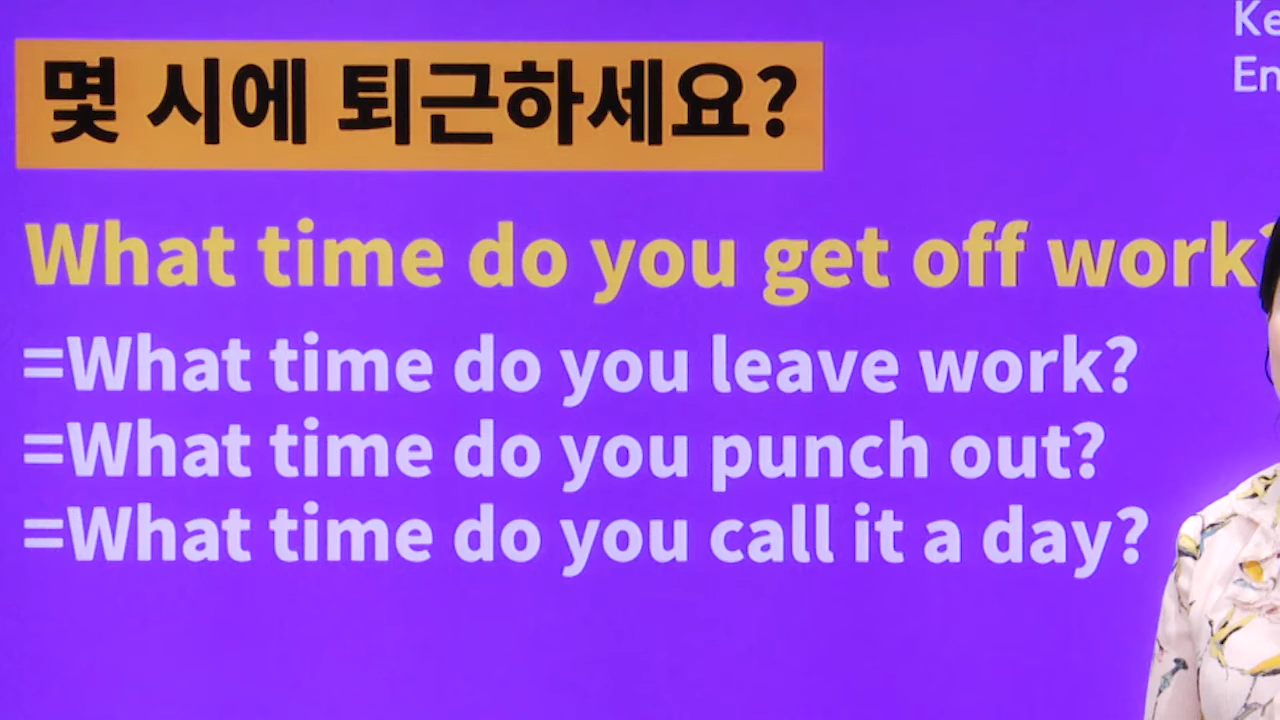 몇 시에 퇴근하세요?
What time do you get off work?
=What time do you leave work?
=What time do you punch out?
=What time do you call it a day?